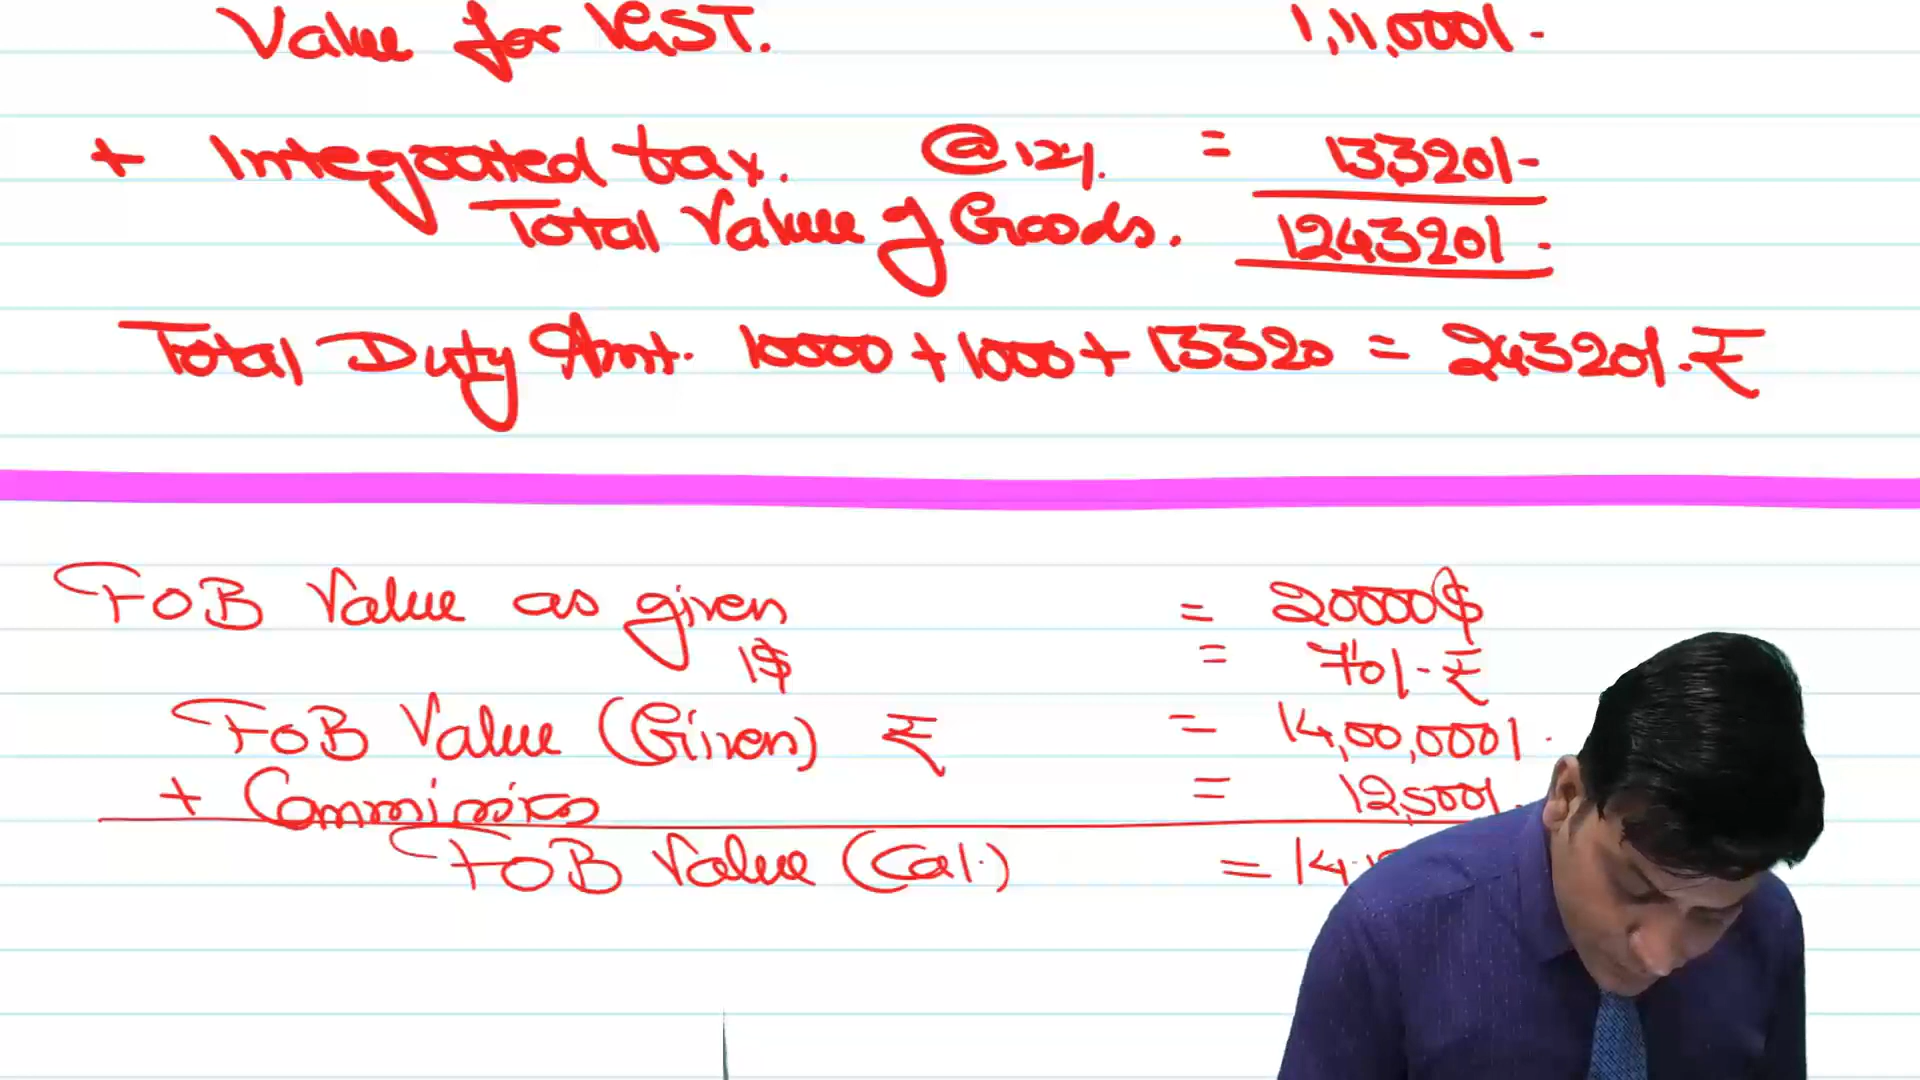 Value for IGST. 1,11,000/-
+ Integrated tax. @ 12%. = 13320/-
Total Value of Goods. 124320/-
Total Duty Amt. 10000 + 1000 + 13320 = 24320/- ₹
FOB Value as given = 20000$
1$ = 70/- ₹
FOB Value (Given) ₹ = 14,00,000/-
+ Commission = 12,500/-
FOB Value (Cal.) = 14,